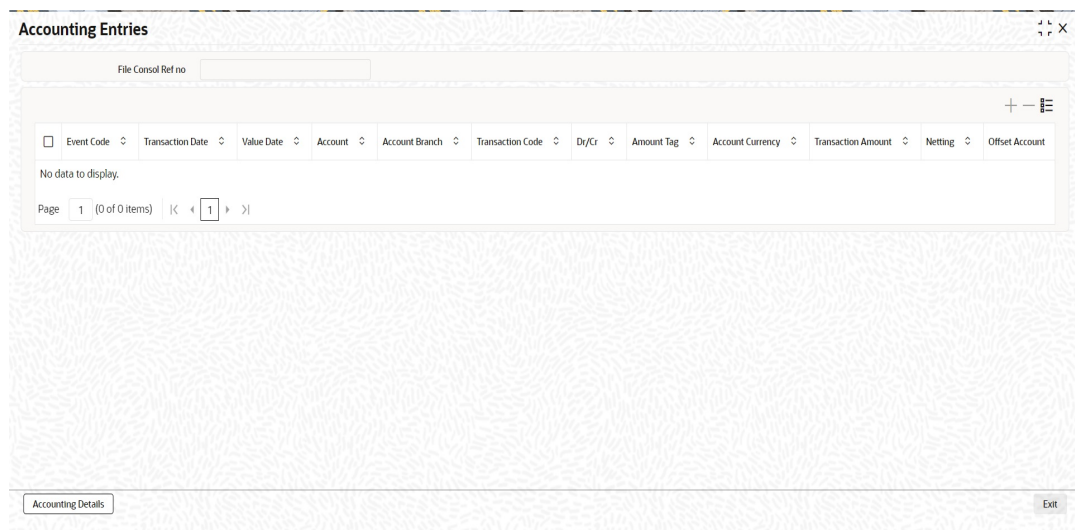 Accounting Entries
File Consol Ref no
Event Code Transaction Date Value Date Account Account Branch Transaction Code Dr/Cr Amount Tag Account Currency Transaction Amount Netting Offset Account
No data to display.
Page 1 (0 of 0 items) 1
Accounting Details Exit